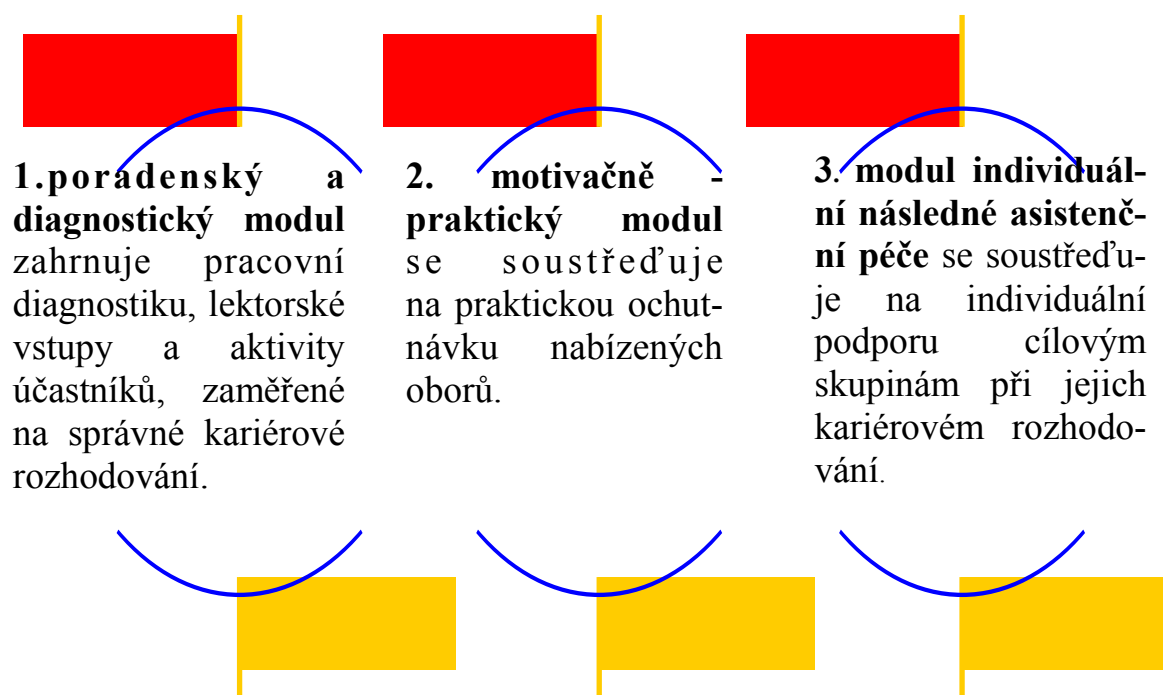 1.poradenský a
diagnostický modul
zahrnuje pracovní
diagnostiku, lektorské
vstupy a aktivity
účastníků, zaměřené
na správné kariérové
rozhodování.
2. motivačně -
praktický modul
se soustřeďuje
na praktickou ochut-
návku nabízených
oborů.
3. modul individuál-
ní následné asistenč-
ní péče se soustřeďu-
je na individuální
podporu cílovým
skupinám při jejich
kariérovém rozhodo-
vání.